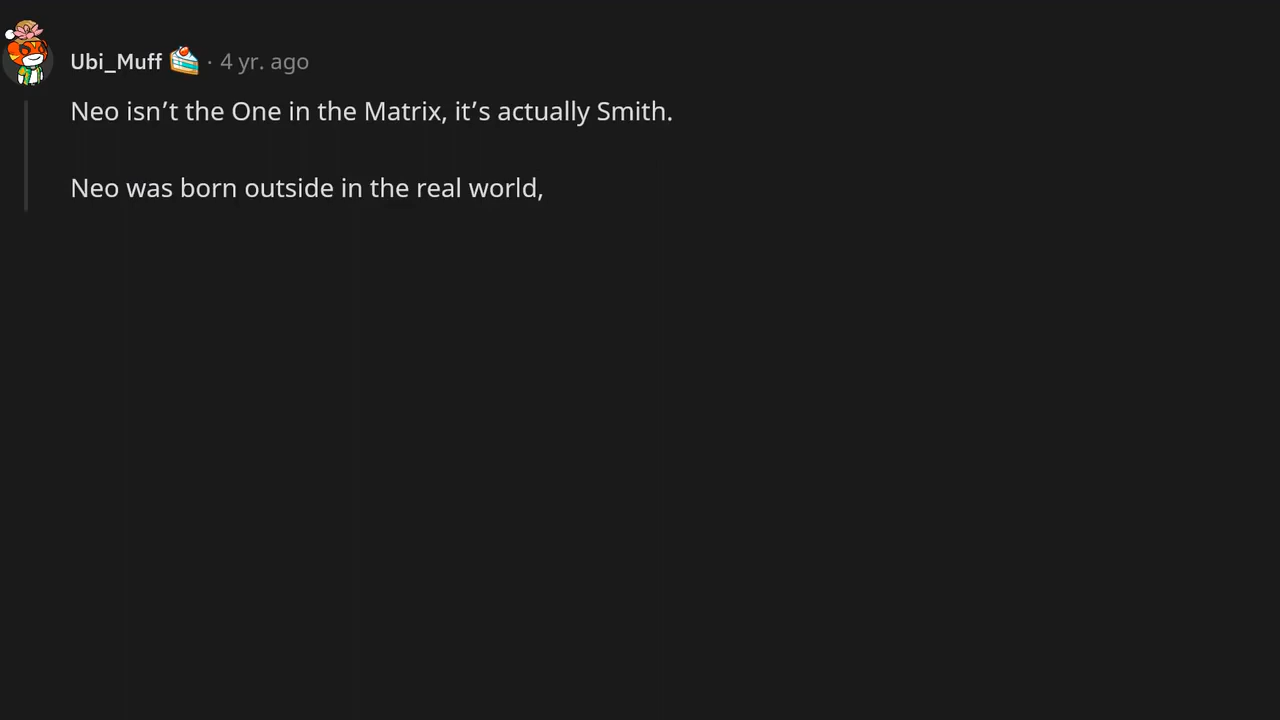 Ubi_Muff 🍰 · 4 yr. ago
Neo isn’t the One in the Matrix, it’s actually Smith.
Neo was born outside in the real world,